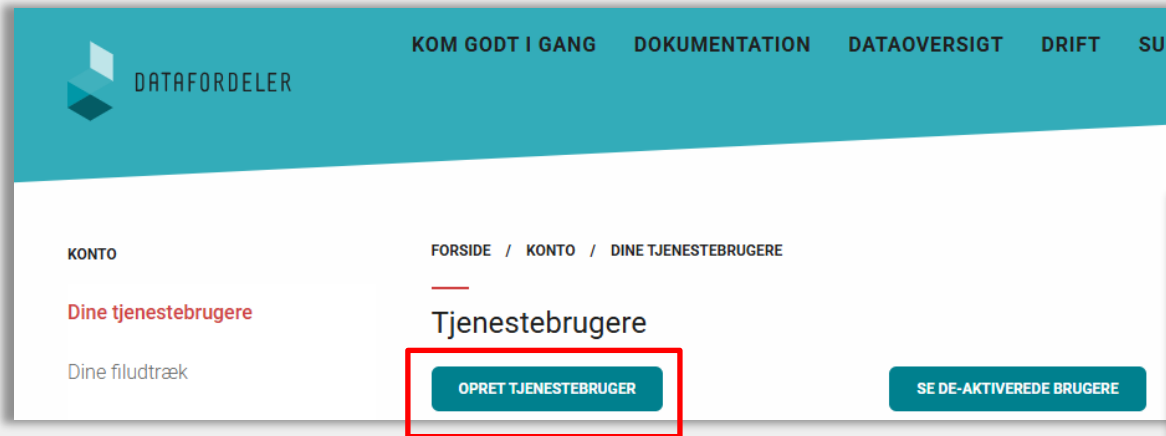 KOM GODT I GANG DOKUMENTATION DATAOVERSIGT DRIFT SU
DATAFORDELER
KONTO
FORSIDE / KONTO / DINE TJENESTEBRUGERE
Dine tjenestebrugere
Tjenestebrugere
Dine filudtræk
OPRET TJENESTEBRUGER
SE DE-AKTIVEREDE BRUGERE